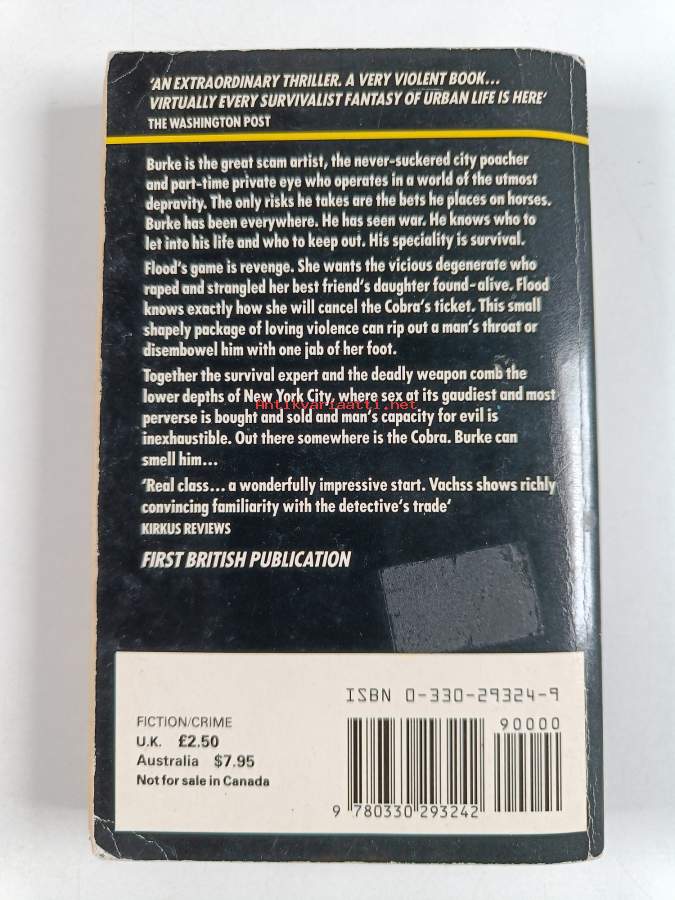 'AN EXTRAORDINARY THRILLER. A VERY VIOLENT BOOK...
VIRTUALLY EVERY SURVIVALIST FANTASY OF URBAN LIFE IS HERE'
THE WASHINGTON POST
Burke is the great scam artist, the never-suckered city poacher
and part-time private eye who operates in a world of the utmost
depravity. The only risks he takes are the bets he places on horses.
Burke has been everywhere. He has seen war. He knows who to
let into his life and who to keep out. His speciality is survival.
Flood's game is revenge. She wants the vicious degenerate who
raped and strangled her best friend's daughter found-alive. Flood
knows exactly how she will cancel the Cobra's ticket. This small
shapely package of loving violence can rip out a man's throat or
disembowel him with one jab of her foot.
Together the survival expert and the deadly weapon comb the
lower depths of New York City, where sex at its gaudiest and most
Antikvariaatti.net
perverse is bought and sold and man's capacity for evil is
inexhaustible. Out there somewhere is the Cobra. Burke can
smell him...
'Real class... a wonderfully impressive start. Vachss shows richly
convincing familiarity with the detective's trade'
KIRKUS REVIEWS
FIRST BRITISH PUBLICATION
ISBN 0-330-29324-9
FICTION/CRIME
U.K. £2.50
Australia $7.95
Not for sale in Canada
90000
9 780330 293242